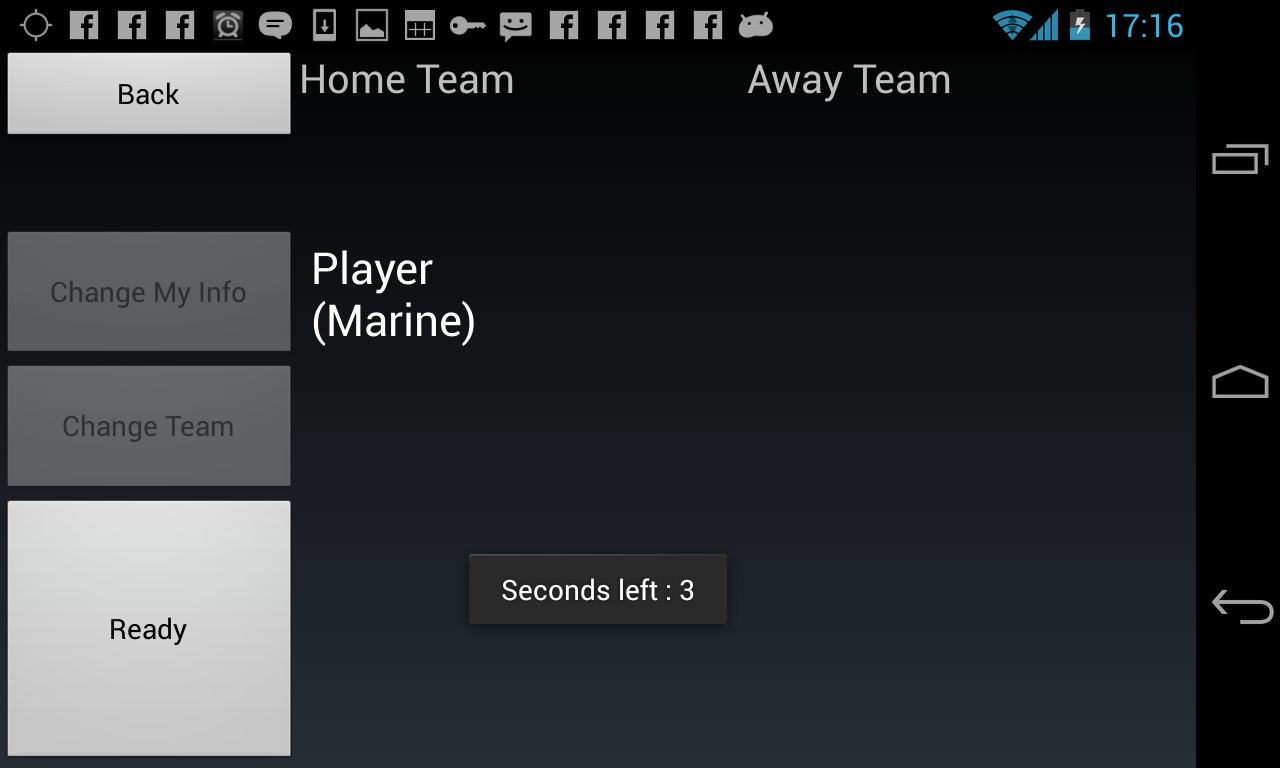 17:16
Back
Home Team
Away Team
Change My Info
Player
(Marine)
Change Team
Seconds left : 3
Ready